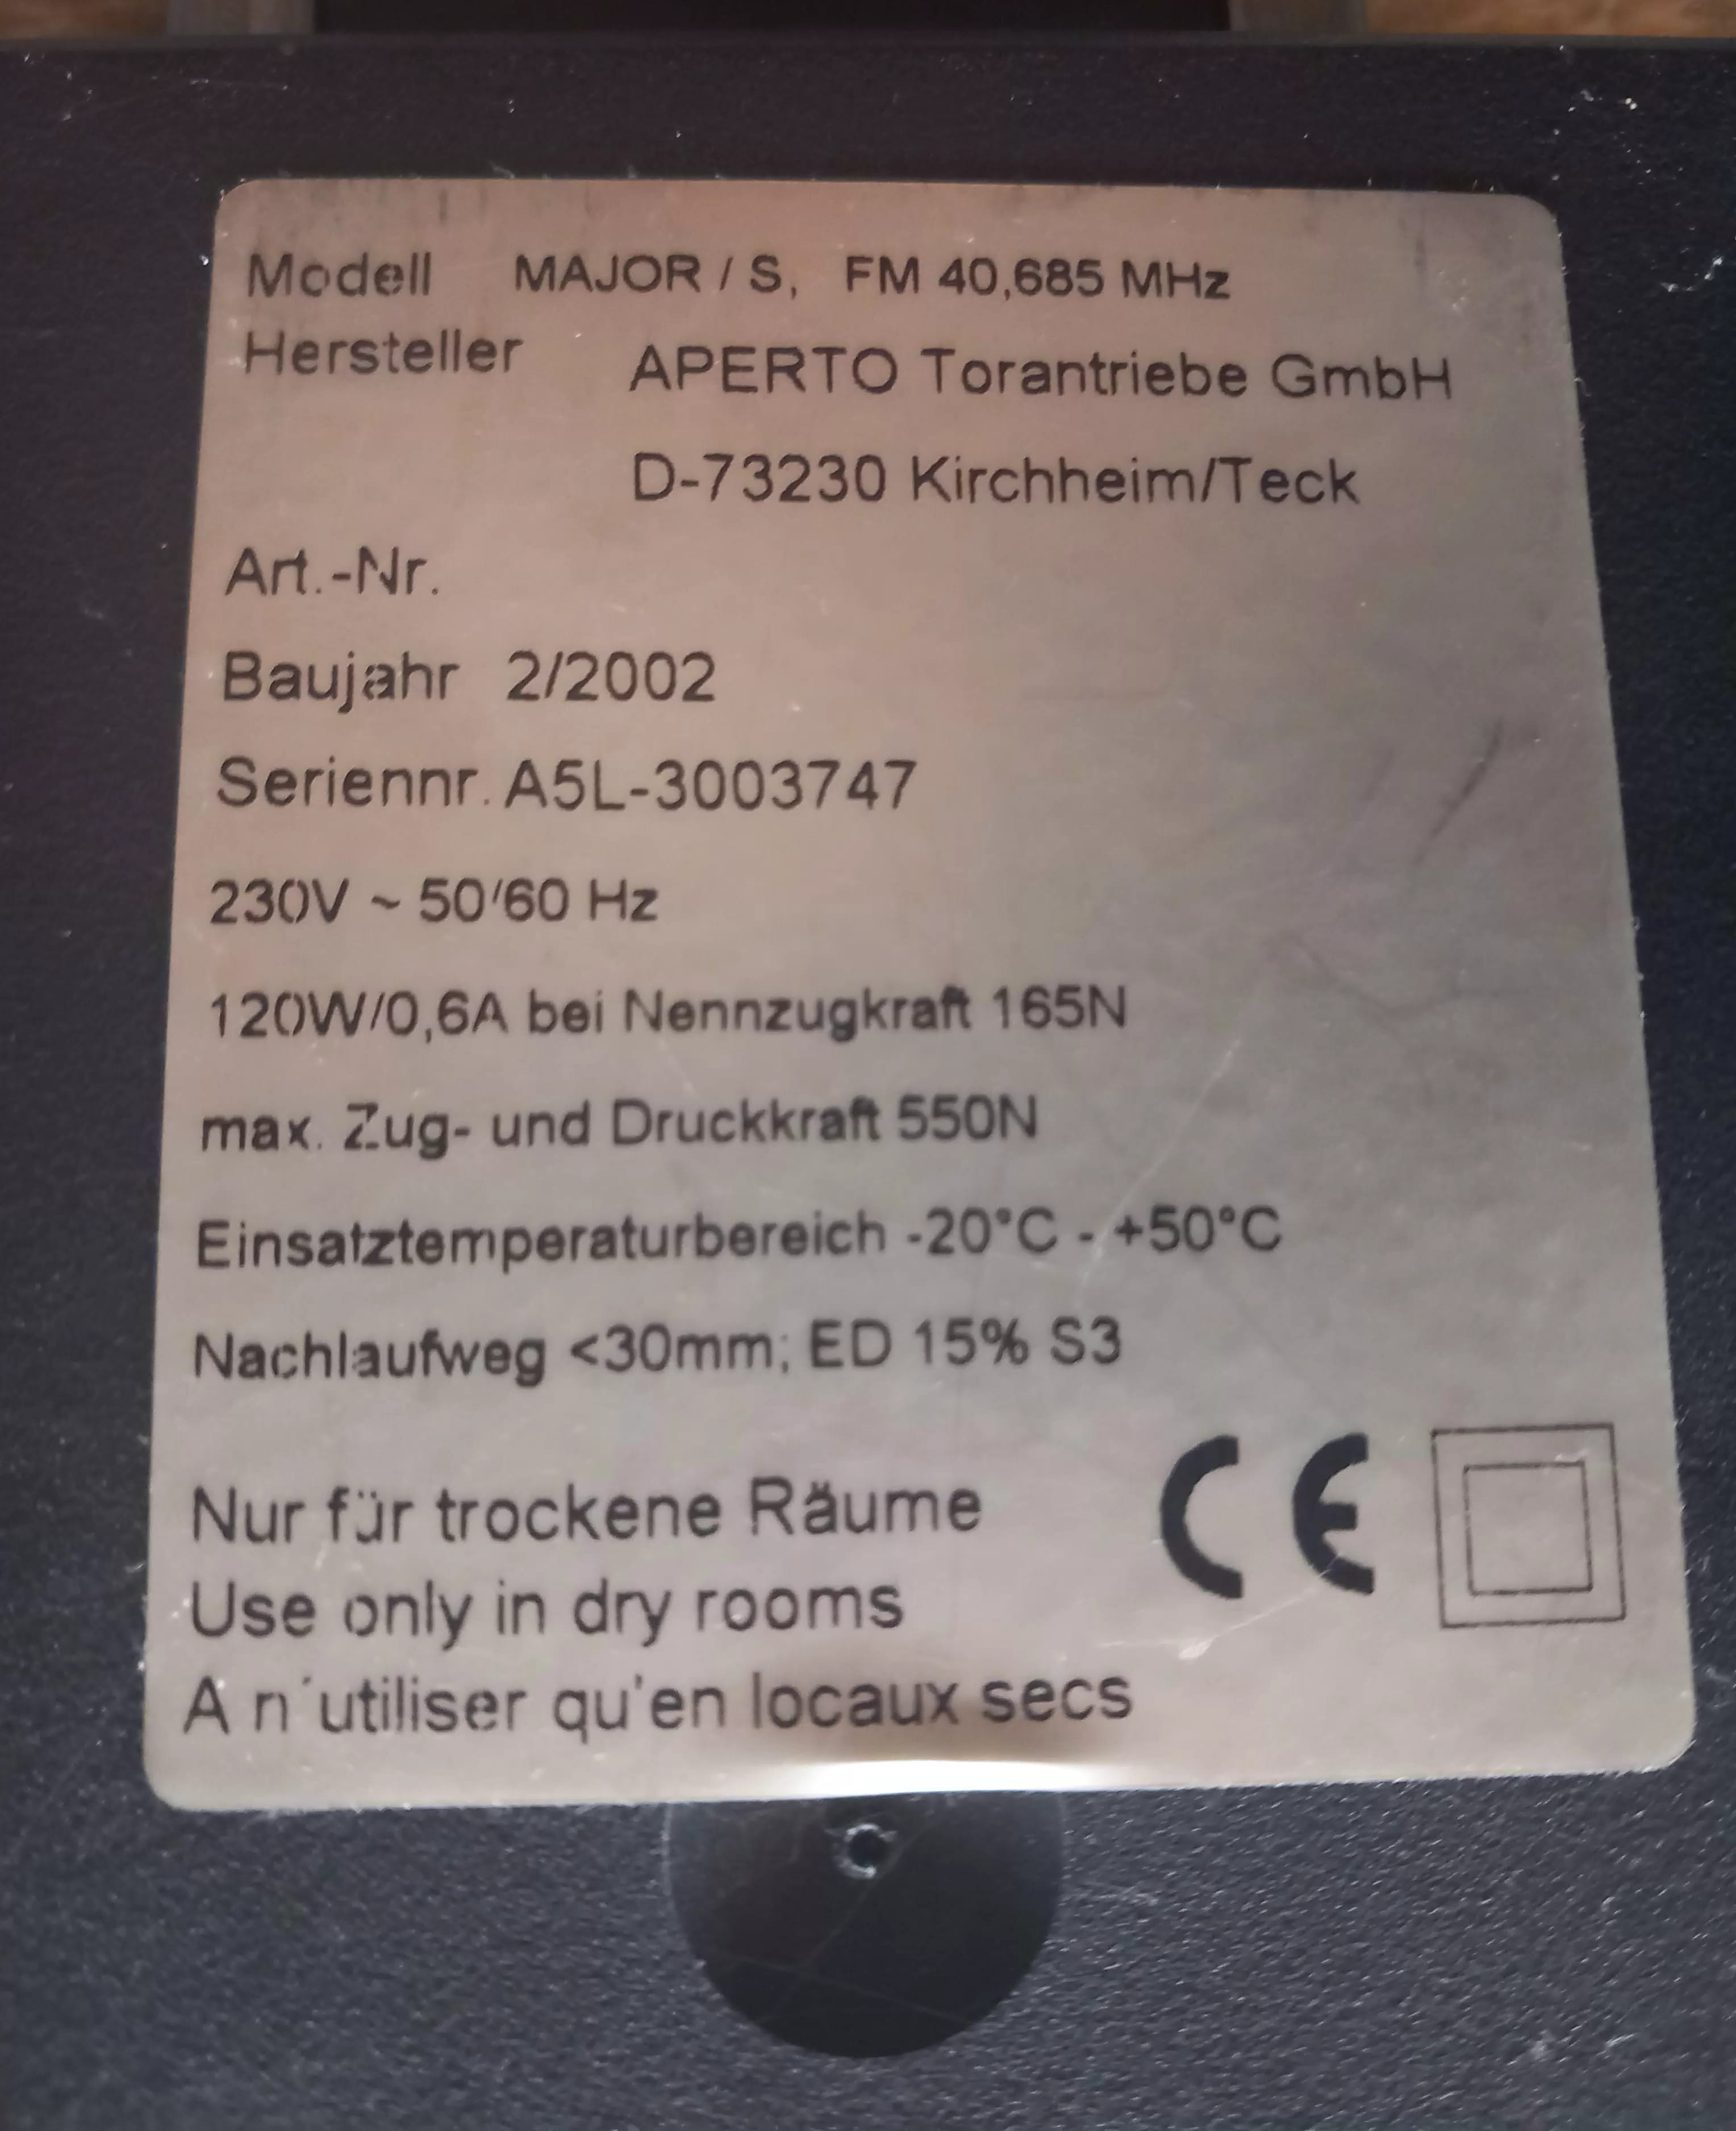 Modell MAJOR / S, FM 40,685 MHz
Hersteller APERTO Torantriebe GmbH
D-73230 Kirchheim/Teck
Art.-Nr.
Baujahr 2/2002
Seriennr. A5L-3003747
230V ~ 50/60 Hz
120W/0,6A bei Nennzugkraft 165N
max. Zug- und Druckkraft 550N
Einsatztemperaturbereich -20°C - +50°C
Nachlaufweg <30mm; ED 15% S3
Nur für trockene Räume
Use only in dry rooms
A n´utiliser qu'en locaux secs
CE